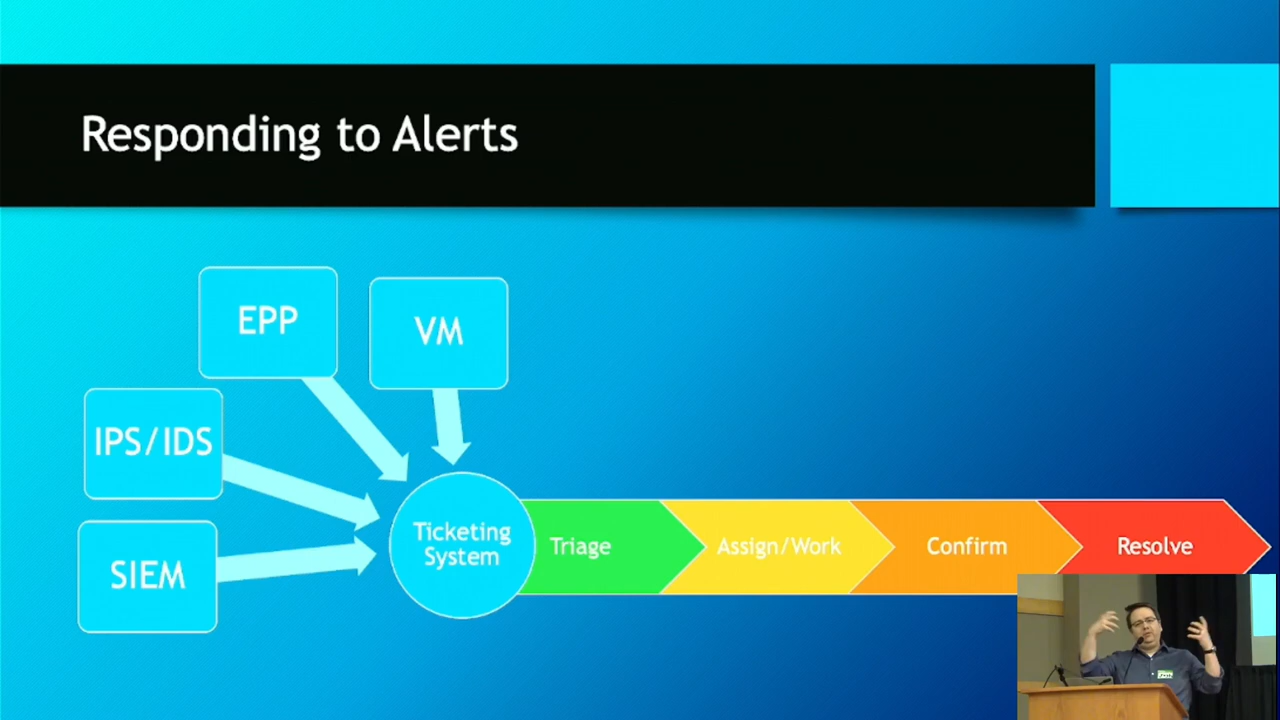 Responding to Alerts
EPP
VM
IPS/IDS
SIEM
Ticketing
System
Triage
Assign/Work
Confirm
Resolve